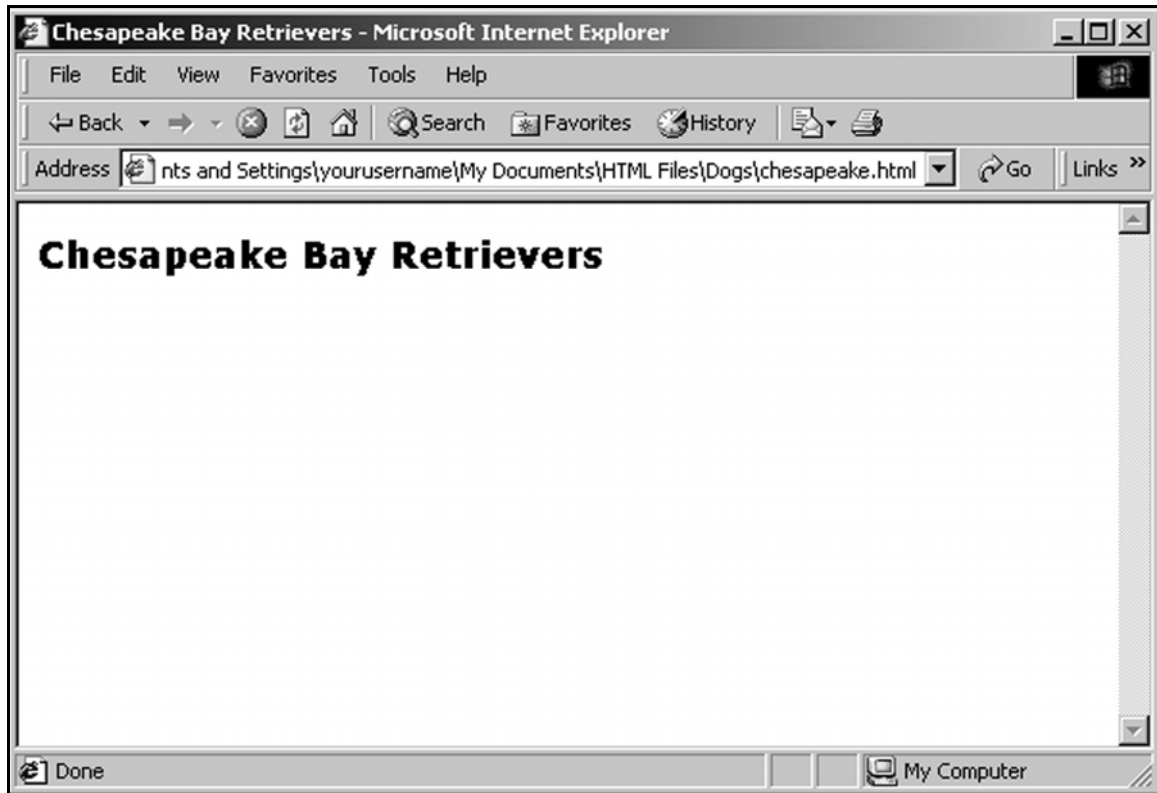 Chesapeake Bay Retrievers - Microsoft Internet Explorer
File Edit View Favorites Tools Help
Back Search Favorites History
Address nts and Settings\yourusername\My Documents\HTML Files\Dogs\chesapeake.html Go Links »
Chesapeake Bay Retrievers
Done My Computer